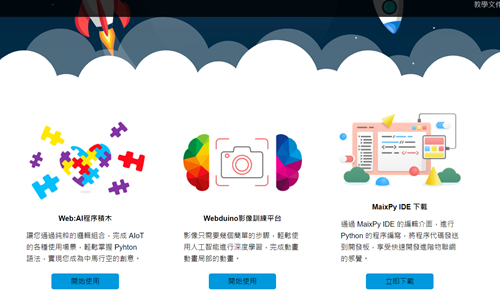 教學文件
Web:AI程序積木
讓您通過純粹的邏輯組合，完成 AIoT
的各種使用場景，輕鬆掌握 Pyhton
語法，實現您成為中馬行空的創意。
開始使用
Webduino影像訓練平台
影像只需要幾個簡單的步驟，輕鬆使
用人工智能進行深度學習，完成動畫
動畫局部的動畫。
開始使用
MaixPy IDE 下載
通過 MaixPy IDE 的編輯介面，進行
Python 的程序編寫，將程序代碼發送
到開發板，享受快速開發進階物聯網
的感覺。
立即下載